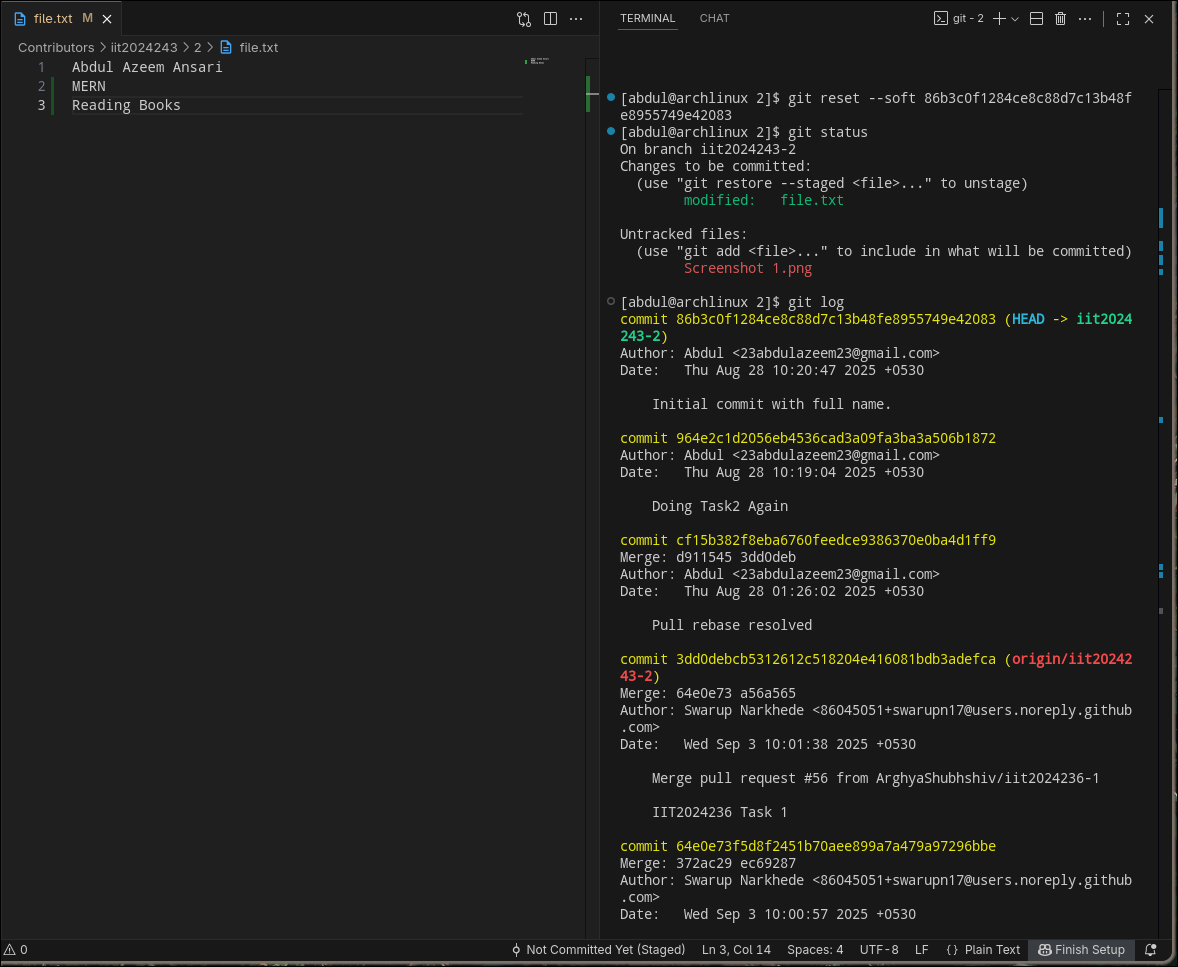 file.txt M
Contributors > iit2024243 > 2 > file.txt
1 Abdul Azeem Ansari
2 MERN
3 Reading Books
TERMINAL CHAT
git - 2
[abdul@archlinux 2]$ git reset --soft 86b3c0f1284ce8c88d7c13b48f
e8955749e42083
[abdul@archlinux 2]$ git status
On branch iit2024243-2
Changes to be committed:
(use "git restore --staged <file>..." to unstage)
modified: file.txt
Untracked files:
(use "git add <file>..." to include in what will be committed)
Screenshot 1.png
[abdul@archlinux 2]$ git log
commit 86b3c0f1284ce8c88d7c13b48fe8955749e42083 (HEAD -> iit2024
243-2)
Author: Abdul <23abdulazeem23@gmail.com>
Date: Thu Aug 28 10:20:47 2025 +0530
Initial commit with full name.
commit 964e2c1d2056eb4536cad3a09fa3ba3a506b1872
Author: Abdul <23abdulazeem23@gmail.com>
Date: Thu Aug 28 10:19:04 2025 +0530
Doing Task2 Again
commit cf15b382f8eba6760feedce9386370e0ba4d1ff9
Merge: d911545 3dd0deb
Author: Abdul <23abdulazeem23@gmail.com>
Date: Thu Aug 28 01:26:02 2025 +0530
Pull rebase resolved
commit 3dd0debcb5312612c518204e416081bdb3adefca (origin/iit20242
43-2)
Merge: 64e0e73 a56a565
Author: Swarup Narkhede <86045051+swarupn17@users.noreply.github
.com>
Date: Wed Sep 3 10:01:38 2025 +0530
Merge pull request #56 from ArghyaShubhshiv/iit2024236-1
IIT2024236 Task 1
commit 64e0e73f5d8f2451b70aee899a7a479a97296bbe
Merge: 372ac29 ec69287
Author: Swarup Narkhede <86045051+swarupn17@users.noreply.github
.com>
Date: Wed Sep 3 10:00:57 2025 +0530
0 Not Committed Yet (Staged) Ln 3, Col 14 Spaces: 4 UTF-8 LF {} Plain Text Finish Setup